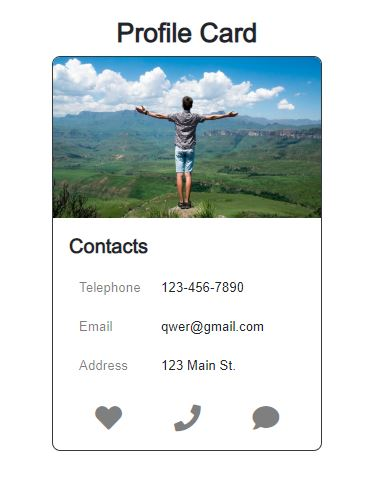 Profile Card
Contacts
Telephone 123-456-7890
Email qwer@gmail.com
Address 123 Main St.